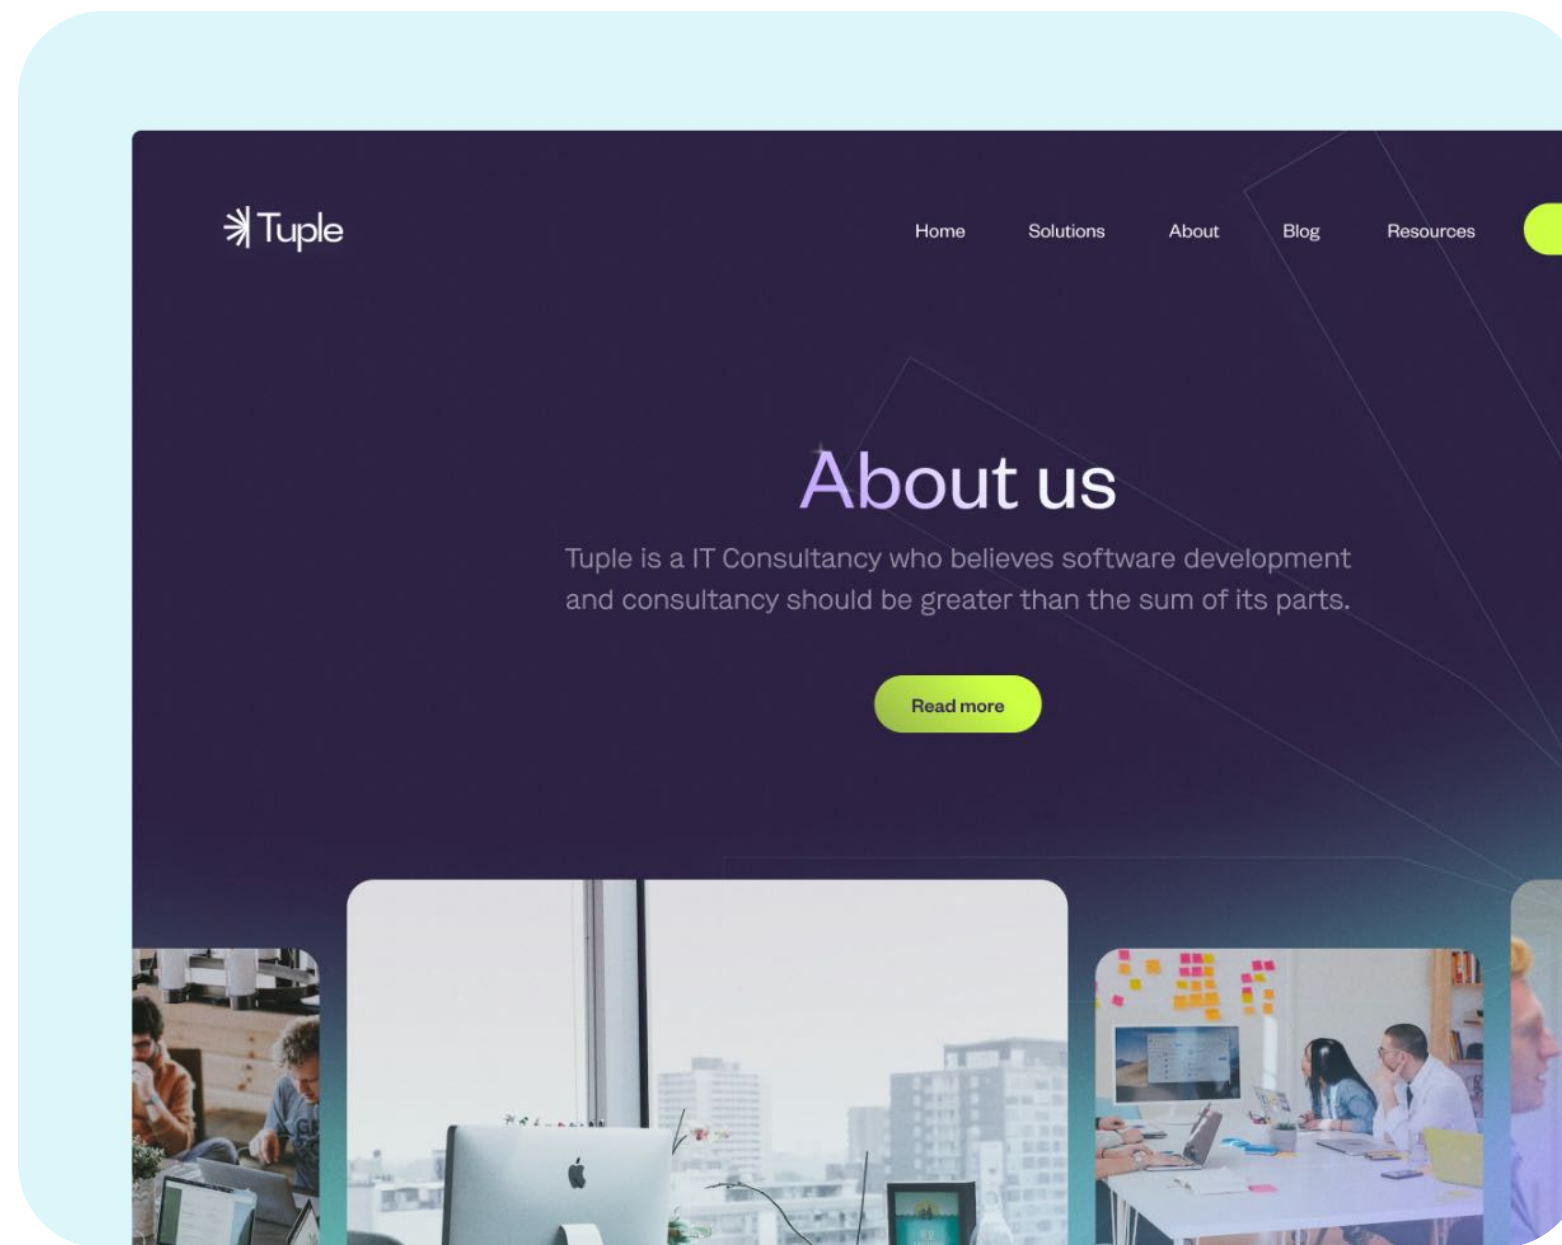 Tuple
Home Solutions About Blog Resources
About us
Tuple is a IT Consultancy who believes software development
and consultancy should be greater than the sum of its parts.
Read more